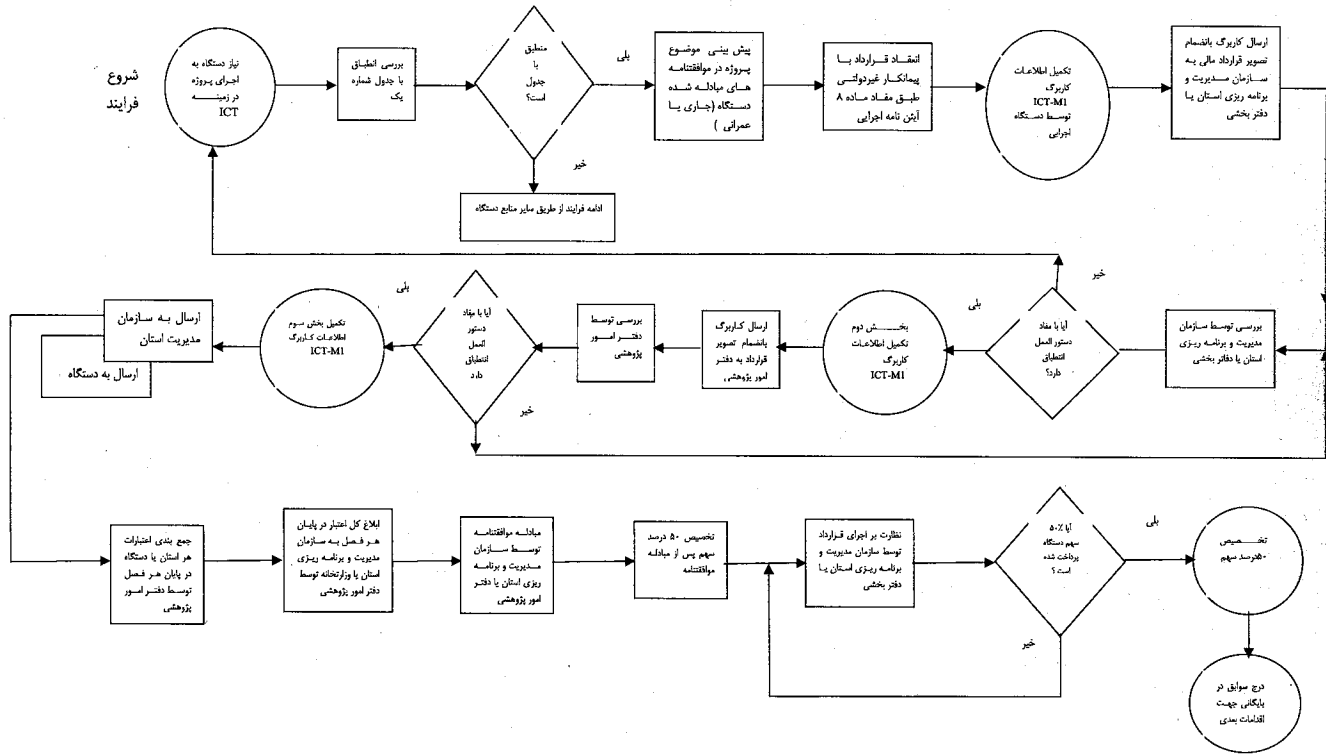 شروع
فرآیند
نیاز دستگاه به
اجرای پروژه
در زمینه
ICT
بررسی انطباق
با جدول شماره
یک
منطبق
با
جدول
است؟
بلی
خیر
ادامه فرایند از طریق سایر منابع دستگاه
پیش بینی موضوع
پروژه در موافقتنامه
های مبادله شده
دستگاه (جاری یا
عمرانی )
انعقاد قرارداد با
پیمانکار غیردولتی
طبق مفاد ماده ۸
آیئن نامه اجرایی
تکمیل اطلاعات
کاربرگ
ICT-M1
توسط دستگاه
اجرایی
ارسال کاربرگ بانضمام
تصویر قرارداد مالی به
سازمان مدیریت و
برنامه ریزی استان یا
دفتر بخشی
بررسی توسط سازمان
مدیریت و برنامه ریزی
استان یا دفاتر بخشی
آیا با مفاد
دستور العمل
انتطباق
دارد؟
خیر
بلی
بخش دوم
تکمیل اطلاعات
کاربرگ
ICT-M1
ارسال کاربرگ
بانضمام تصویر
قرارداد به دفتر
امور پژوهشی
بررسی توسط
دفتر امور
پژوهشی
آیا با مفاد
دستور
العمل
انتطباق
دارد
بلی
خیر
تکمیل بخش سوم
اطلاعات کاربرگ
ICT-M1
ارسال به سازمان
مدیریت استان
ارسال به دستگاه
جمع بندی اعتبارات
هر استان یا دستگاه
در پایان هر فصل
توسط دفتر امور
پژوهشی
ابلاغ کل اعتبار در پایان
هر فصل به سازمان
مدیریت و برنامه ریزی
استان یا وزارتخانه توسط
دفتر امور پژوهشی
مبادله موافقتنامه
توسط سازمان
مدیریت و برنامه
ریزی استان یا دفتر
امور پژوهشی
تخصیص ۵۰ درصد
سهم پس از مبادله
موافقتنامه
نظارت بر اجرای قرارداد
توسط سازمان مدیریت و
برنامه ریزی استان یا
دفتر بخشی
آیا ۵۰٪
سهم دستگاه
پرداخت شده
است ؟
بلی
خیر
تخصیص
۵۰درصد سهم
درج سوابق در
بایگانی جهت
اقدامات بعدی